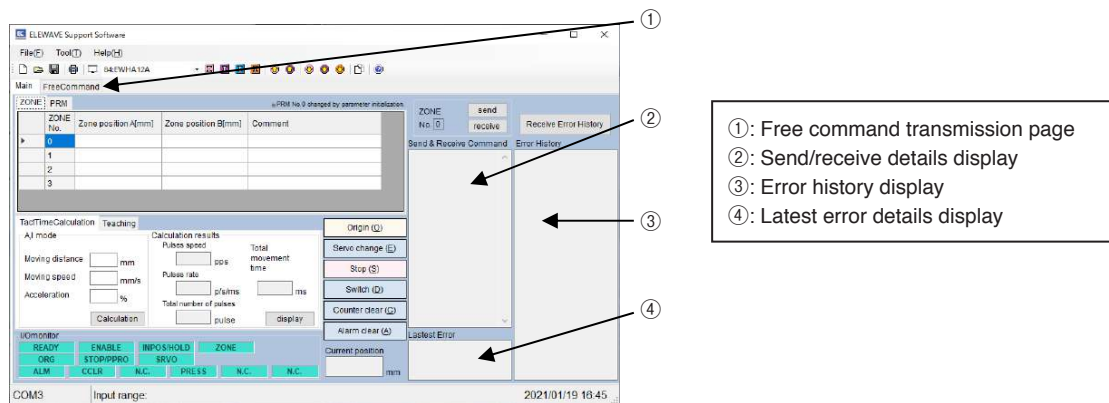 ①
ELEWAVE Support Software
File(F) Tool(T) Help(H)
64:EWHA12A
Main FreeCommand
ZONE PRM
※PRM No.9 changed by parameter initialization
ZONE No. Zone position A[mm] Zone position B[mm] Comment
0
1
2
3
ZONE No. 0 send receive
Receive Error History
Send & Receive Command Error History
②
①: Free command transmission page
②: Send/receive details display
③: Error history display
④: Latest error details display
③
TactTimeCalculation Teaching
A,I mode
Moving distance mm
Moving speed mm/s
Acceleration %
Calculation
Calculation results
Pulses speed
pps
Pulses rate
p/s/ms
Total number of pulses
pulse
Total movement time
ms
display
Origin (O)
Servo change (E)
Stop (S)
Switch (D)
Counter clear (C)
Alarm clear (A)
④
Lastest Error
I/Omonitor
READY ENABLE INPOS/HOLD ZONE
ORG STOP/PPRO SRVO
ALM CCLR N.C. PRESS N.C. N.C.
Current position
mm
COM3 Input range: 2021/01/19 16:45